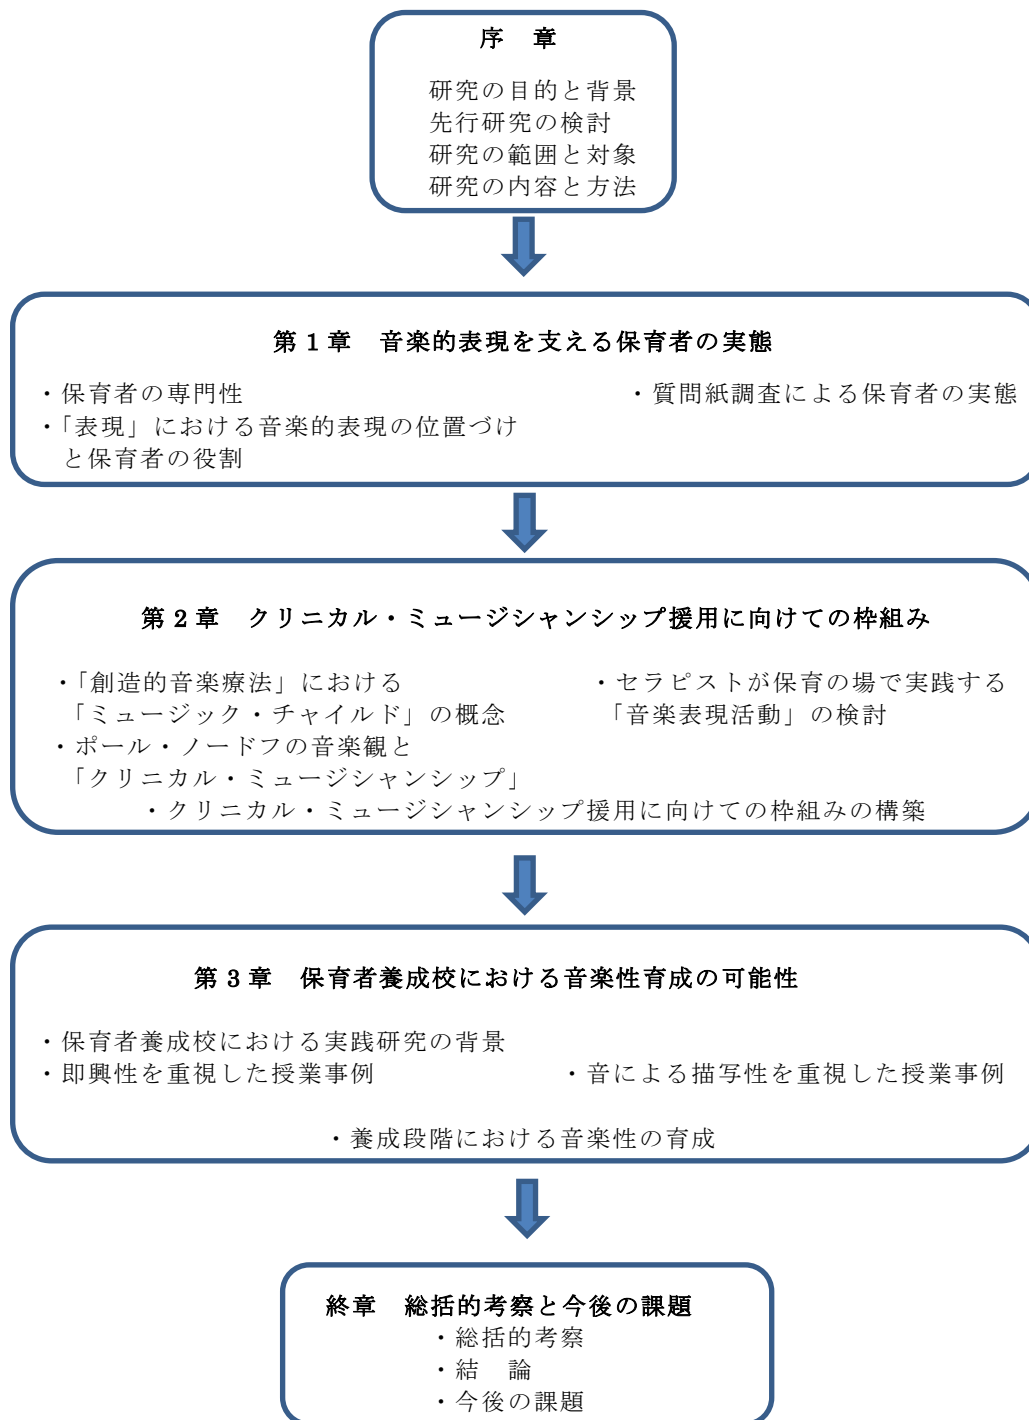 序　章
研究の目的と背景
先行研究の検討
研究の範囲と対象
研究の内容と方法
第1章　音楽的表現を支える保育者の実態
・保育者の専門性
・質問紙調査による保育者の実態
・「表現」における音楽的表現の位置づけ
と保育者の役割
第2章　クリニカル・ミュージシャンシップ援用に向けての枠組み
・「創造的音楽療法」における
「ミュージック・チャイルド」の概念
・セラピストが保育の場で実践する
「音楽表現活動」の検討
・ポール・ノードフの音楽観と
「クリニカル・ミュージシャンシップ」
・クリニカル・ミュージシャンシップ援用に向けての枠組みの構築
第3章　保育者養成校における音楽性育成の可能性
・保育者養成校における実践研究の背景
・即興性を重視した授業事例
・音による描写性を重視した授業事例
・養成段階における音楽性の育成
終章　総括的考察と今後の課題
・総括的考察
・結　論
・今後の課題